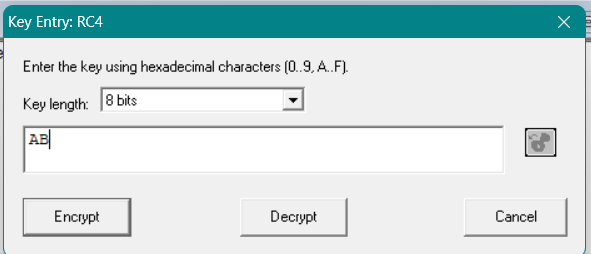 Key Entry: RC4
Enter the key using hexadecimal characters (0..9, A..F).
Key length: 8 bits
AB
Encrypt Decrypt Cancel